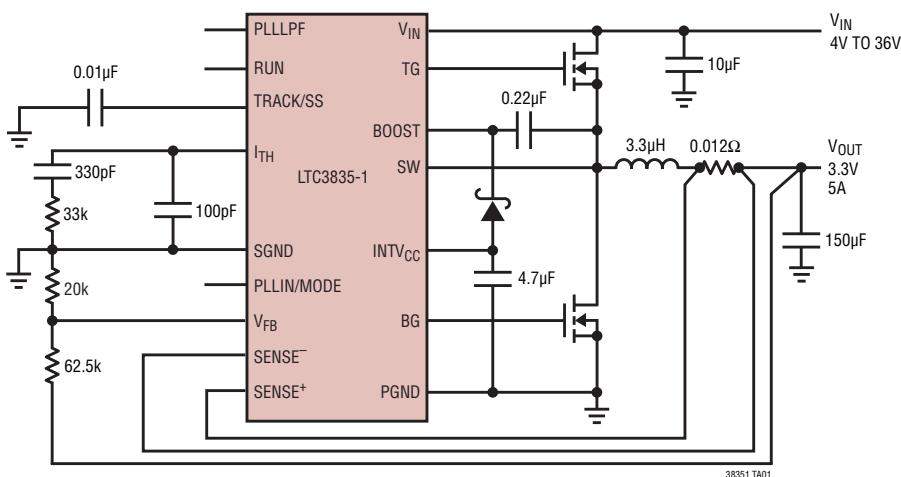 PLLLPF
RUN
TRACK/SS
ITH
SGND
PLLIN/MODE
VFB
SENSE–
SENSE+
LTC3835-1
VIN
TG
BOOST
SW
INTVCC
BG
PGND
0.01µF
330pF
33k
100pF
20k
62.5k
0.22µF
4.7µF
3.3µH
0.012Ω
10µF
VIN
4V TO 36V
VOUT
3.3V
5A
150µF
38351 TA01